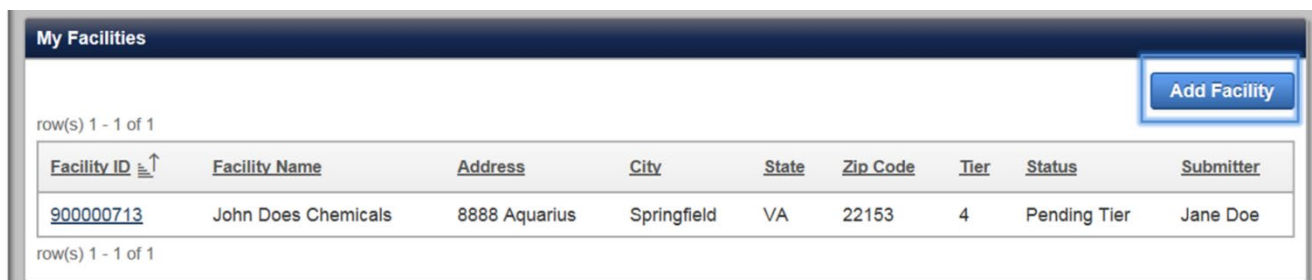 My Facilities
Add Facility
row(s) 1 - 1 of 1
Facility ID Facility Name Address City State Zip Code Tier Status Submitter
900000713 John Does Chemicals 8888 Aquarius Springfield VA 22153 4 Pending Tier Jane Doe
row(s) 1 - 1 of 1